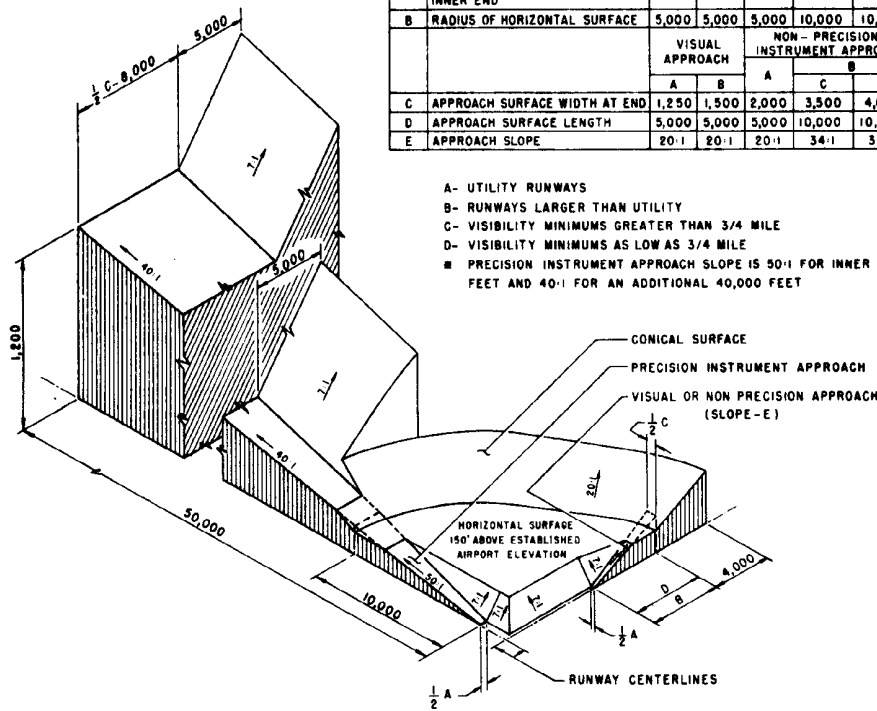 INNER END
B RADIUS OF HORIZONTAL SURFACE 5,000 5,000 5,000 10,000
VISUAL APPROACH
NON - PRECISION
A B A B
C
C APPROACH SURFACE WIDTH AT END 1,250 1,500 2,000 3,500
D APPROACH SURFACE LENGTH 5,000 5,000 5,000 10,000
E APPROACH SLOPE 20:1 20:1 20:1 34:1
A- UTILITY RUNWAYS
B- RUNWAYS LARGER THAN UTILITY
C- VISIBILITY MINIMUMS GREATER THAN 3/4 MILE
D- VISIBILITY MINIMUMS AS LOW AS 3/4 MILE
PRECISION INSTRUMENT APPROACH SLOPE IS 50:1 FOR INNER
FEET AND 40:1 FOR AN ADDITIONAL 40,000 FEET
5,000
1/2 C-8,000
7:1
40:1
5,000
1,200
7:1
40:1
CONICAL SURFACE
PRECISION INSTRUMENT APPROACH
VISUAL OR NON PRECISION APPROACH
(SLOPE-E)
1/2 C
20:1
HORIZONTAL SURFACE
150' ABOVE ESTABLISHED
AIRPORT ELEVATION
50,000
50:1
7:1
7:1
7:1
7:1
10,000
D
B
4,000
1/2 A
RUNWAY CENTERLINES
1/2 A